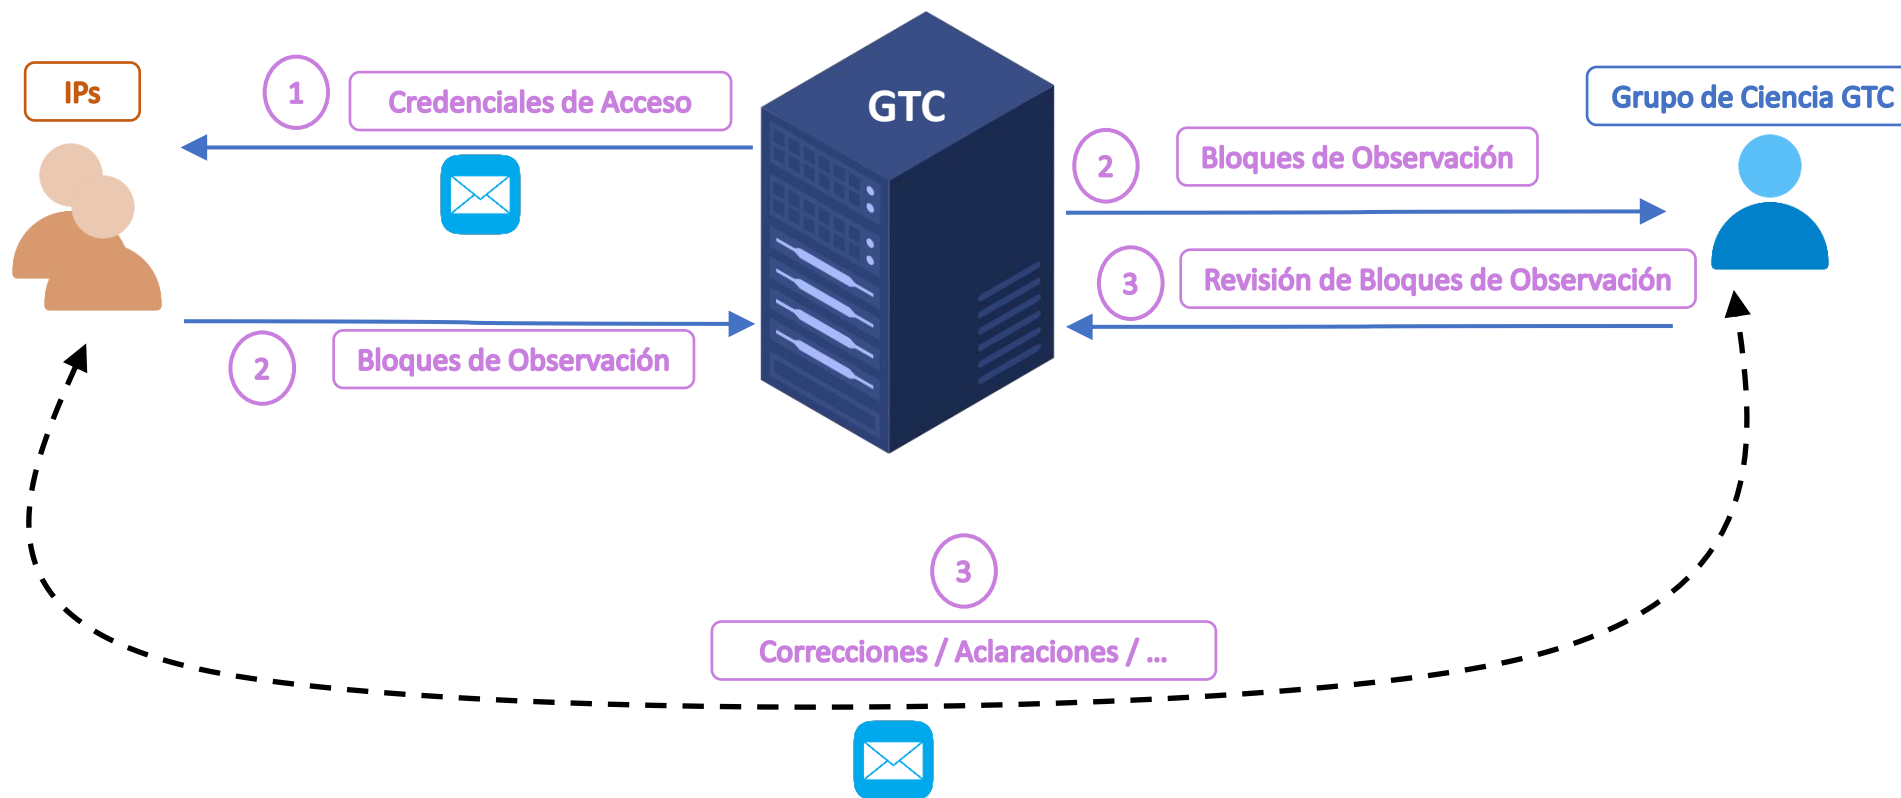 IPs
1
Credenciales de Acceso
GTC
2
Bloques de Observación
Grupo de Ciencia GTC
3
Revisión de Bloques de Observación
2
Bloques de Observación
3
Correcciones / Aclaraciones / ...